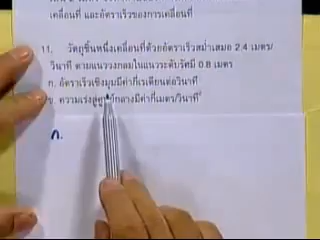 เคลื่อนที่ และอัตราเร็วของการเคลื่อนที่
11. วัตถุชิ้นหนึ่งเคลื่อนที่ด้วยอัตราเร็วสม่ำเสมอ 2.4 เมตร/
วินาที ตามแนววงกลมในแนวระดับรัศมี 0.8 เมตร
ก. อัตราเร็วเชิงมุมมีค่ากี่เรเดียนต่อวินาที
ข. ความเร่งสู่ศูนย์กลางมีค่ากี่เมตร/วินาที²
ก.